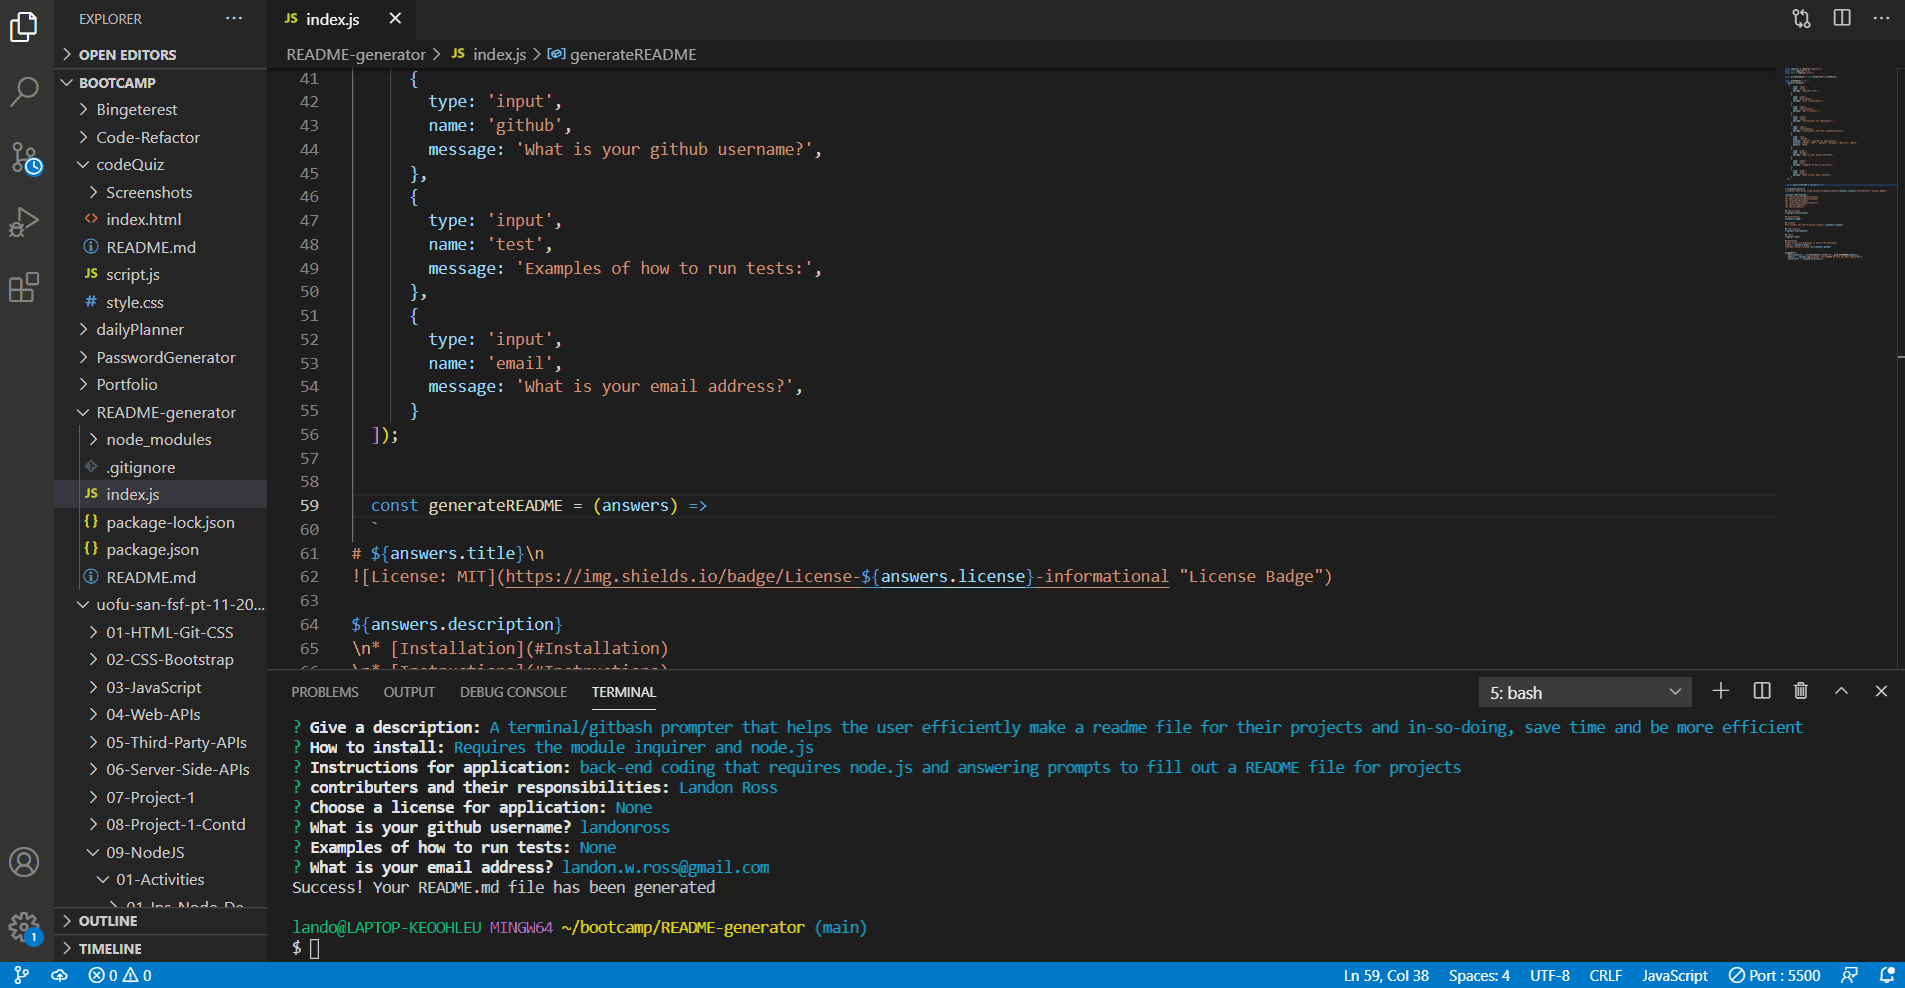 EXPLORER ···
OPEN EDITORS
BOOTCAMP
Bingeterest
Code-Refactor
codeQuiz
Screenshots
<> index.html
README.md
JS script.js
# style.css
dailyPlanner
PasswordGenerator
Portfolio
README-generator
node_modules
.gitignore
JS index.js
{} package-lock.json
{} package.json
README.md
uofu-san-fsf-pt-11-20...
01-HTML-Git-CSS
02-CSS-Bootstrap
03-JavaScript
04-Web-APIs
05-Third-Party-APIs
06-Server-Side-APIs
07-Project-1
08-Project-1-Contd
09-NodeJS
01-Activities
OUTLINE
TIMELINE
1
JS index.js
README-generator > JS index.js > generateREADME
41 {
42 type: 'input',
43 name: 'github',
44 message: 'What is your github username?',
45 },
46 {
47 type: 'input',
48 name: 'test',
49 message: 'Examples of how to run tests:',
50 },
51 {
52 type: 'input',
53 name: 'email',
54 message: 'What is your email address?',
55 }
56 ]);
57
58
59 const generateREADME = (answers) =>
60 `
61 # ${answers.title}\n
62 ![License: MIT](https://img.shields.io/badge/License-${answers.license}-informational "License Badge")
63
64 ${answers.description}
65 \n* [Installation](#Installation)
66 \n* [Instructions](#Instructions)
PROBLEMS OUTPUT DEBUG CONSOLE TERMINAL 5: bash
? Give a description: A terminal/gitbash prompter that helps the user efficiently make a readme file for their projects and in-so-doing, save time and be more efficient
? How to install: Requires the module inquirer and node.js
? Instructions for application: back-end coding that requires node.js and answering prompts to fill out a README file for projects
? contributers and their responsibilities: Landon Ross
? Choose a license for application: None
? What is your github username? landonross
? Examples of how to run tests: None
? What is your email address? landon.w.ross@gmail.com
Success! Your README.md file has been generated
lando@LAPTOP-KEOOHLEU MINGW64 ~/bootcamp/README-generator (main)
$
0 0 Ln 59, Col 38 Spaces: 4 UTF-8 CRLF JavaScript Port : 5500